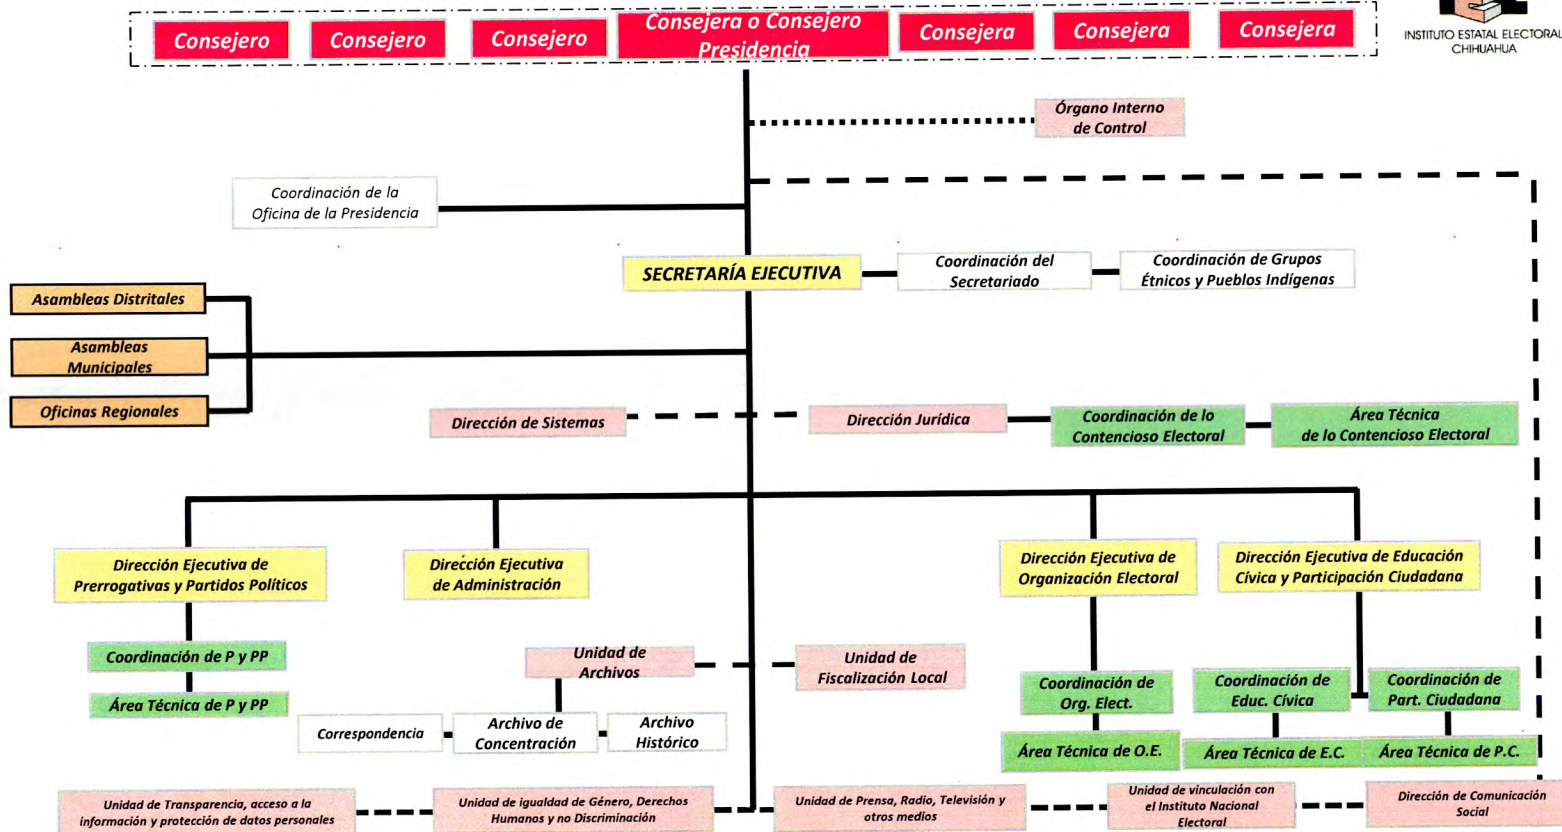 Consejero
Consejero
Consejero
Consejera o Consejero
Presidencia
Consejera
Consejera
Consejera
INSTITUTO ESTATAL ELECTORAL
CHIHUAHUA
Órgano Interno
de Control
Coordinación de la
Oficina de la Presidencia
SECRETARÍA EJECUTIVA
Coordinación del
Secretariado
Coordinación de Grupos
Étnicos y Pueblos Indígenas
Asambleas Distritales
Asambleas
Municipales
Oficinas Regionales
Dirección de Sistemas
Dirección Jurídica
Coordinación de lo
Contencioso Electoral
Área Técnica
de lo Contencioso Electoral
Dirección Ejecutiva de
Prerrogativas y Partidos Políticos
Dirección Ejecutiva
de Administración
Dirección Ejecutiva de
Organización Electoral
Dirección Ejecutiva de Educación
Cívica y Participación Ciudadana
Coordinación de P y PP
Área Técnica de P y PP
Unidad de
Archivos
Unidad de
Fiscalización Local
Correspondencia
Archivo de
Concentración
Archivo
Histórico
Coordinación de
Org. Elect.
Coordinación de
Educ. Cívica
Coordinación de
Part. Ciudadana
Área Técnica de O.E.
Área Técnica de E.C.
Área Técnica de P.C.
Unidad de Transparencia, acceso a la
información y protección de datos personales
Unidad de igualdad de Género, Derechos
Humanos y no Discriminación
Unidad de Prensa, Radio, Televisión y
otros medios
Unidad de vinculación con
el Instituto Nacional
Electoral
Dirección de Comunicación
Social